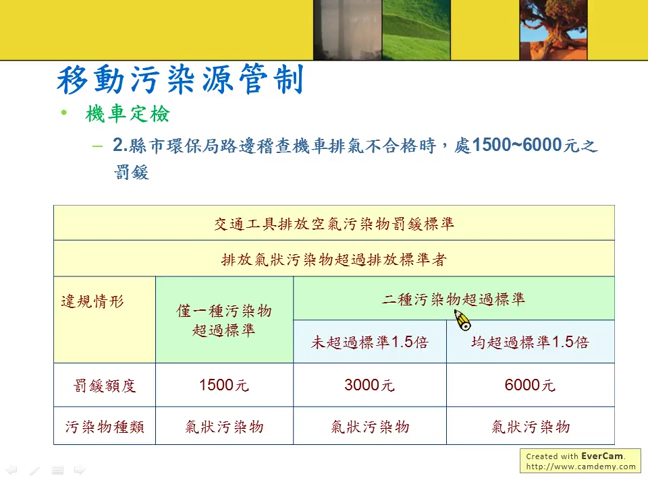 移動污染源管制
• 機車定檢
– 2.縣市環保局路邊稽查機車排氣不合格時，處1500~6000元之
罰鍰
交通工具排放空氣污染物罰鍰標準
排放氣狀污染物超過排放標準者
違規情形
僅一種污染物
超過標準
二種污染物超過標準
未超過標準1.5倍
均超過標準1.5倍
罰鍰額度
1500元
3000元
6000元
污染物種類
氣狀污染物
氣狀污染物
氣狀污染物
Created with EverCam.
http://www.camdemy.com